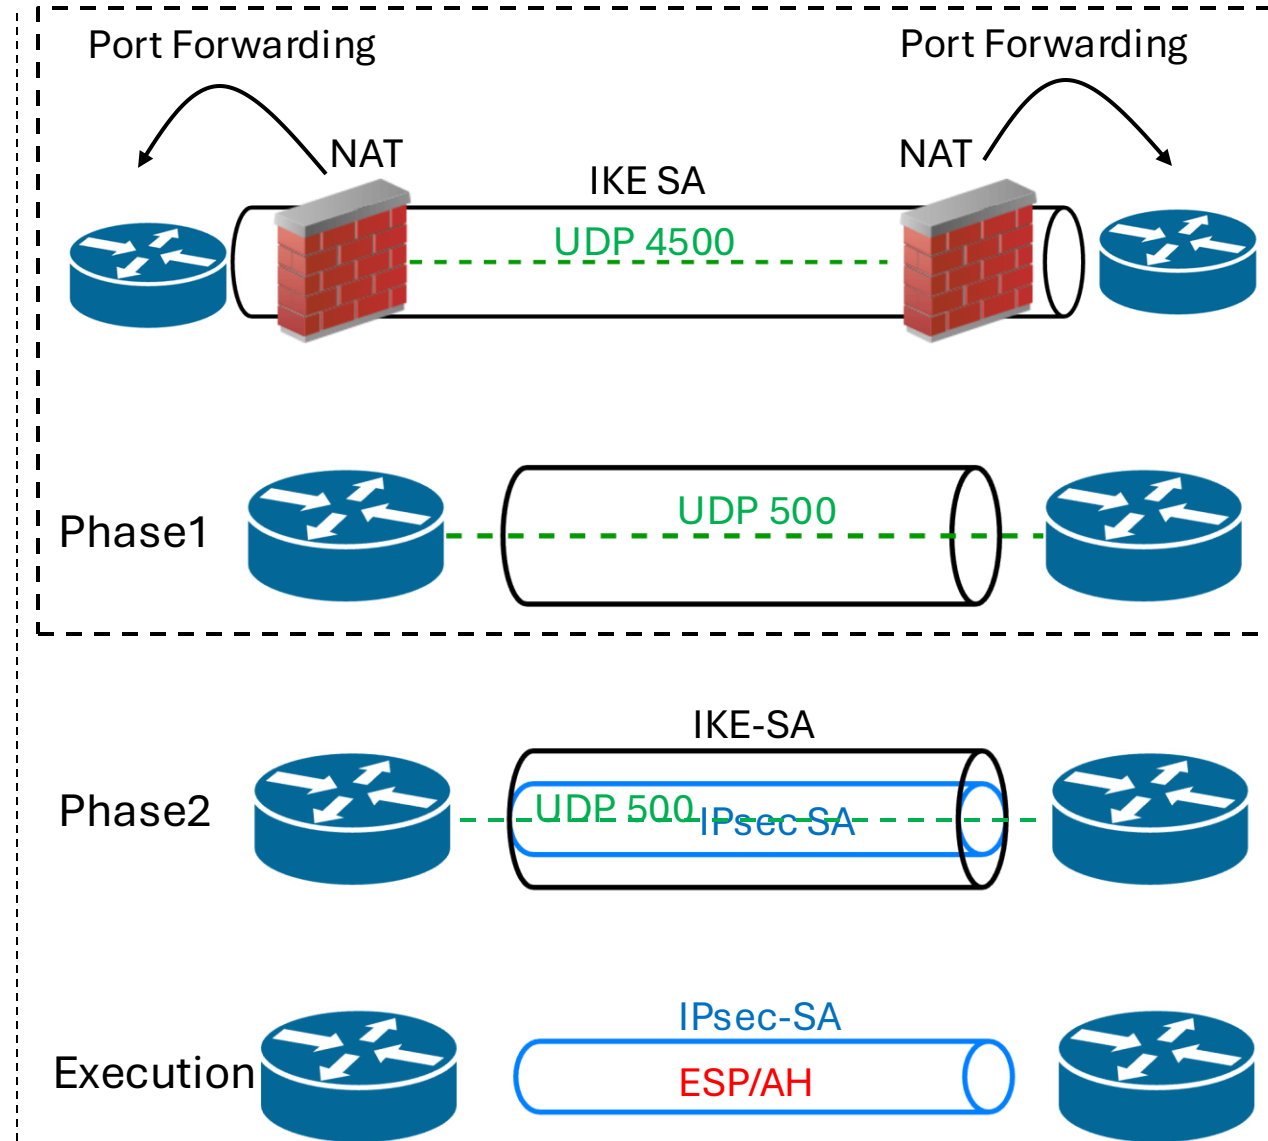 Port Forwarding
Port Forwarding
NAT
NAT
IKE SA
UDP 4500
UDP 500
Phase1
IKE-SA
Phase2
UDP 500
IPsec SA
IPsec-SA
Execution
ESP/AH